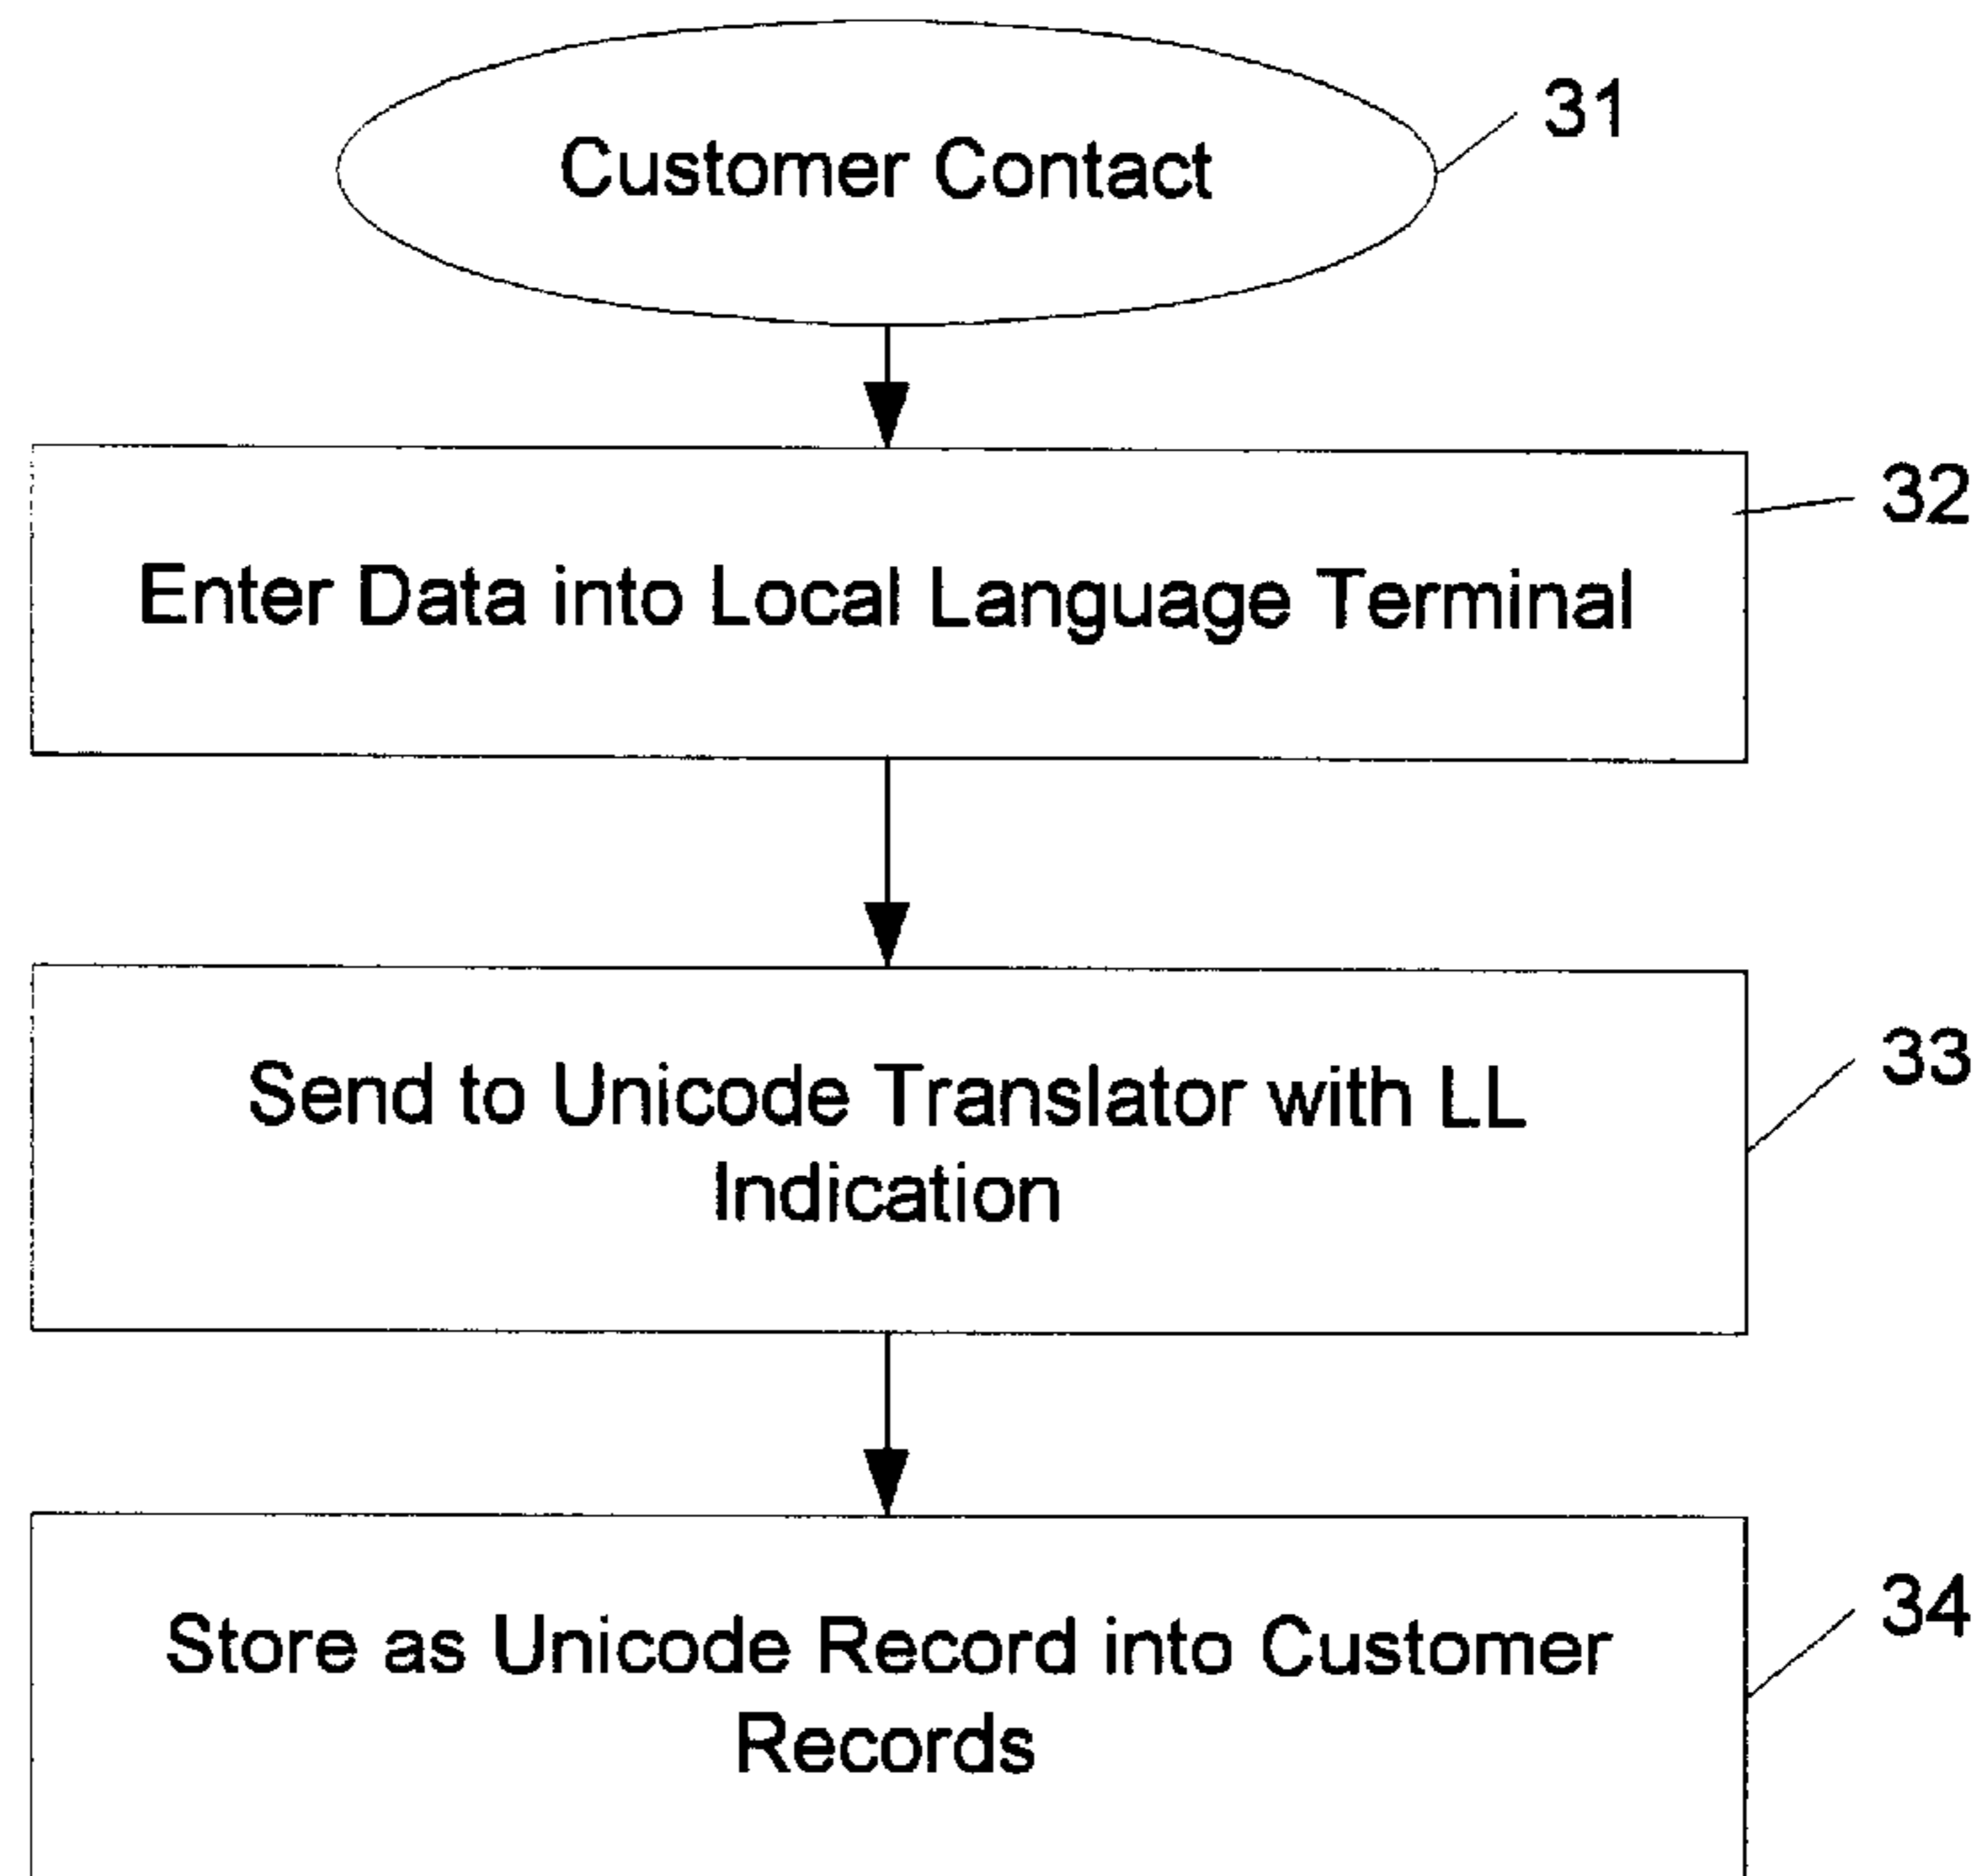 Customer Contact
31
32
Enter Data into Local Language Terminal
33
Send to Unicode Translator with LL
Indication
34
Store as Unicode Record into Customer
Records